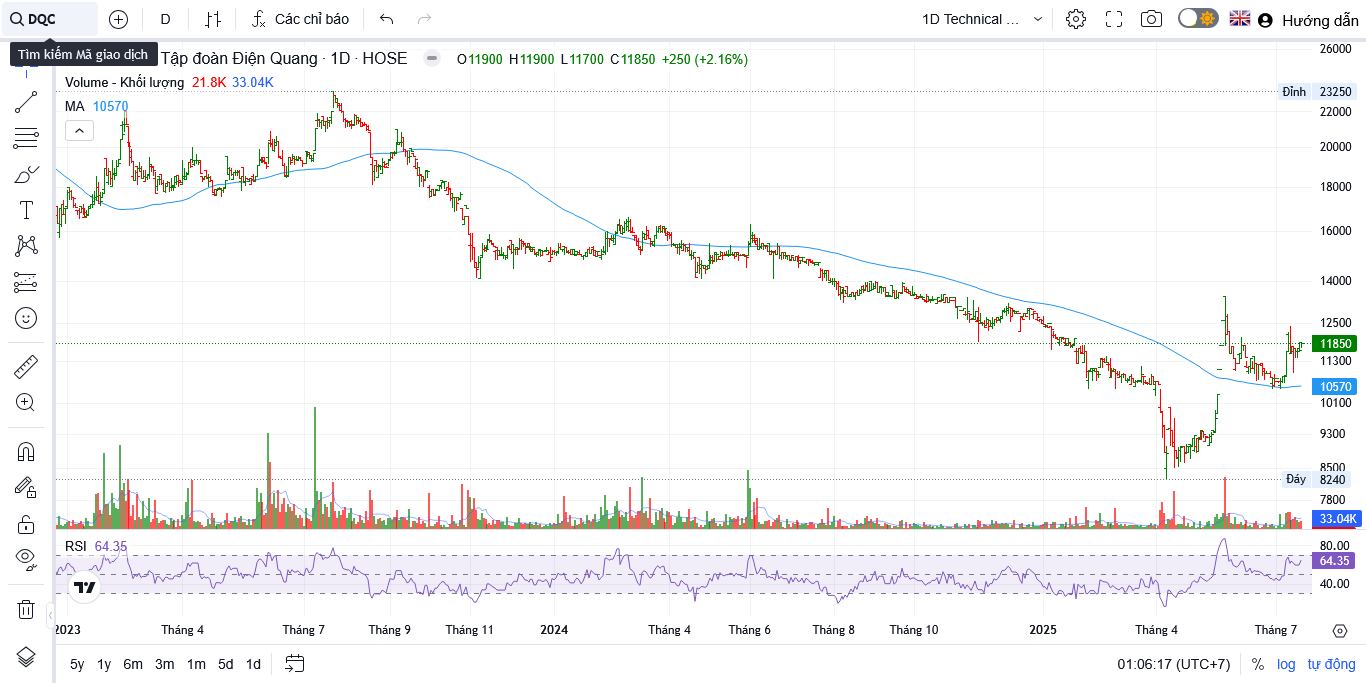 DQC
D
Các chỉ báo
1D Technical ...
Hướng dẫn
Tìm kiếm Mã giao dịch
Tập đoàn Điện Quang · 1D · HOSE
O11900 H11900 L11700 C11850 +250 (+2.16%)
Volume - Khối lượng 21.8K 33.04K
MA 10570
26000
Đỉnh 23250
22000
20000
18000
16000
14000
12500
11850
11300
10570
10100
9300
8500
Đáy 8240
7800
33.04K
RSI 64.35
80.00
64.35
40.00
2023 Tháng 4 Tháng 7 Tháng 9 Tháng 11 2024 Tháng 4 Tháng 6 Tháng 8 Tháng 10 2025 Tháng 4 Tháng 7
5y 1y 6m 3m 1m 5d 1d
01:06:17 (UTC+7) % log tự động